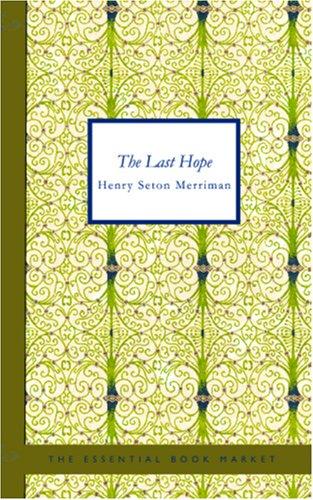 The Last Hope
Henry Seton Merriman
THE ESSENTIAL BOOK MARKET